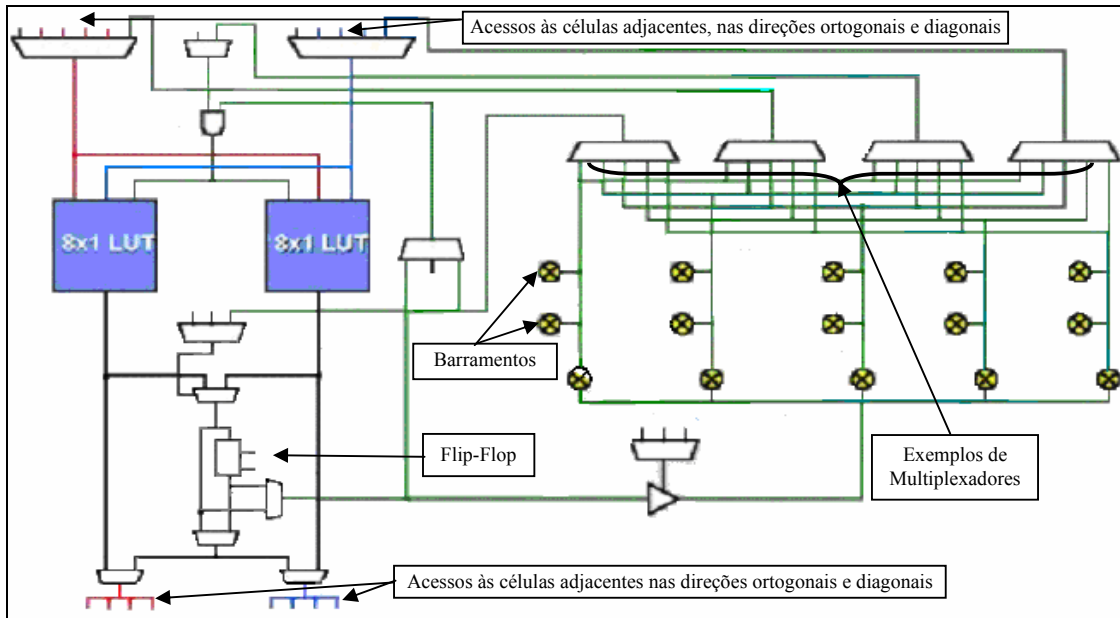 Acessos às células adjacentes, nas direções ortogonais e diagonais
8x1 LUT
8x1 LUT
Barramentos
Flip-Flop
Exemplos de
Multiplexadores
Acessos às células adjacentes nas direções ortogonais e diagonais